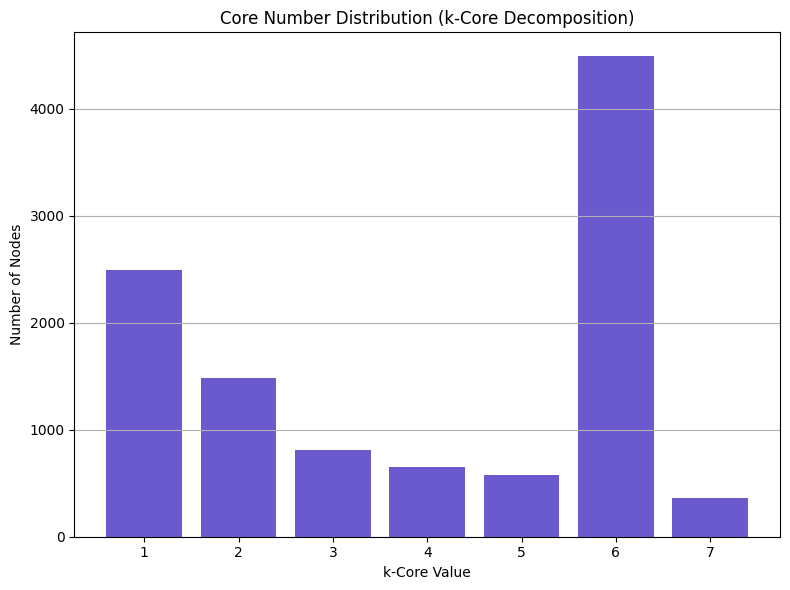 Core Number Distribution (k-Core Decomposition)
Number of Nodes
4000
3000
2000
1000
0
1 2 3 4 5 6 7
k-Core Value